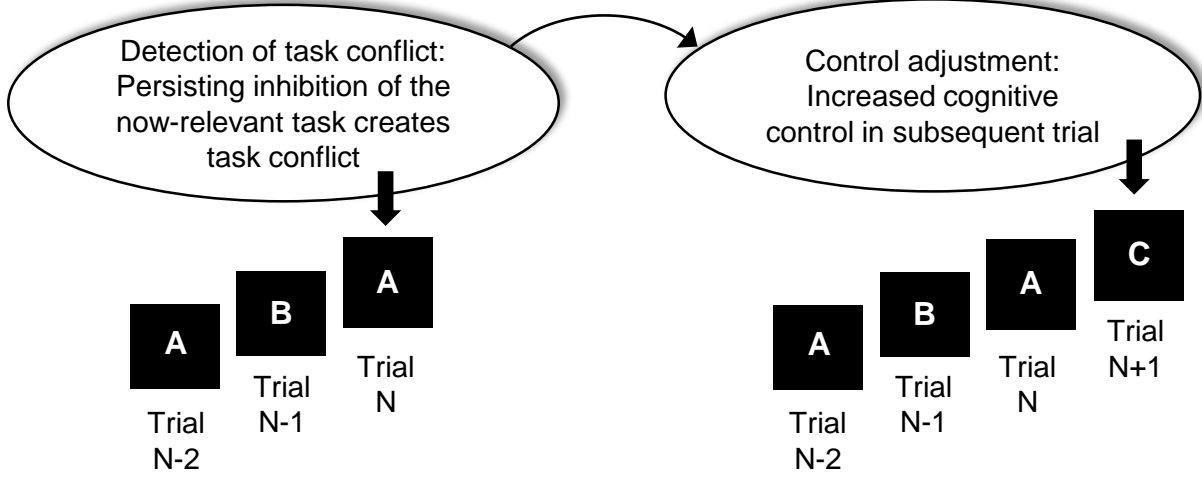 Detection of task conflict:
Persisting inhibition of the
now-relevant task creates
task conflict
Control adjustment:
Increased cognitive
control in subsequent trial
A
Trial
N-2
B
Trial
N-1
A
Trial
N
A
Trial
N-2
B
Trial
N-1
A
Trial
N
C
Trial
N+1